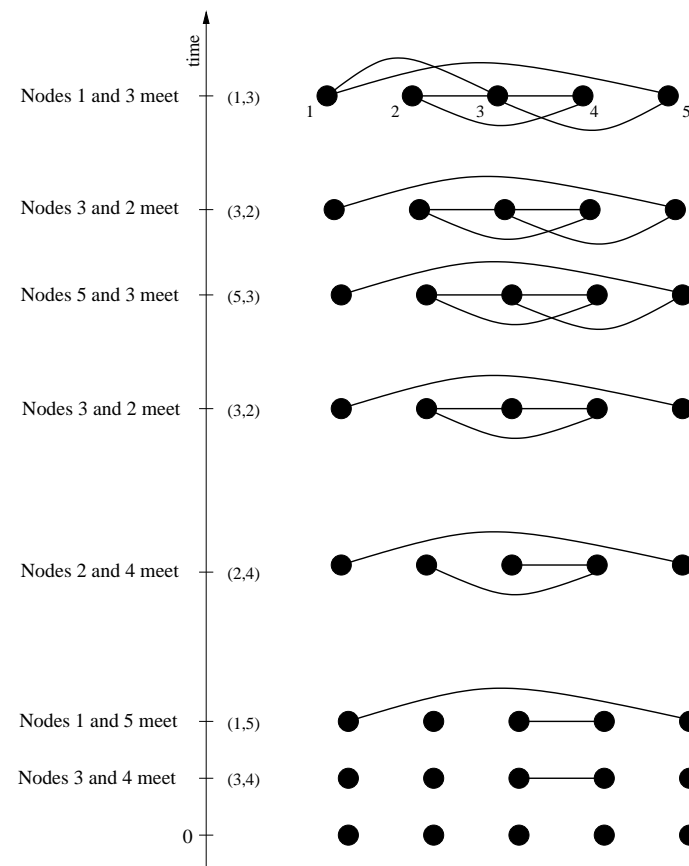 time
Nodes 1 and 3 meet (1,3) 1 2 3 4 5
Nodes 3 and 2 meet (3,2)
Nodes 5 and 3 meet (5,3)
Nodes 3 and 2 meet (3,2)
Nodes 2 and 4 meet (2,4)
Nodes 1 and 5 meet (1,5)
Nodes 3 and 4 meet (3,4)
0